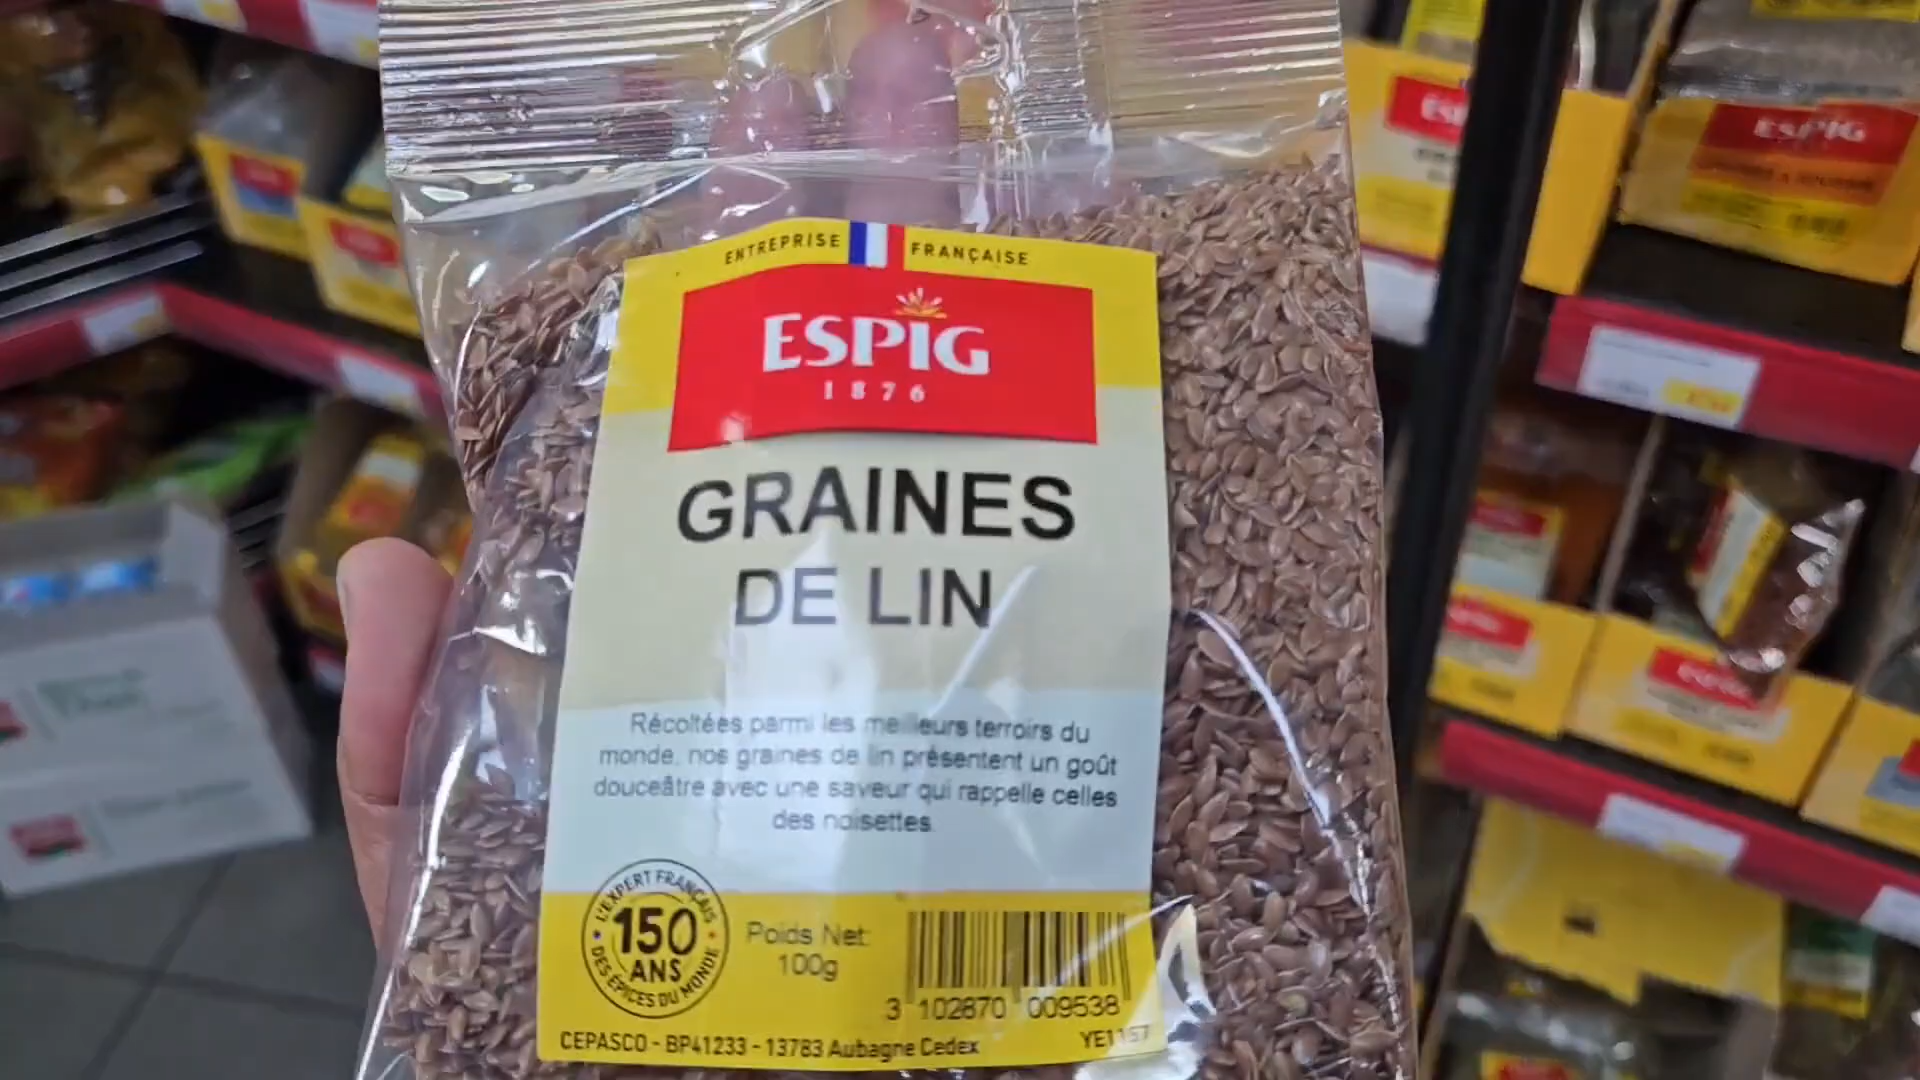 ENTREPRISE FRANÇAISE
ESPIG
1876
GRAINES
DE LIN
Récoltées parmi les meilleurs terroirs du
monde, nos graines de lin présentent un goût
douceâtre avec une saveur qui rappelle celles
des noisettes.
L'EXPERT FRANÇAIS
150
ANS
DES ÉPICES DU MONDE
Poids Net:
100g
3 102870 009538
CEPASCO - BP41233 - 13783 Aubagne Cedex
YE1157
ESPIG